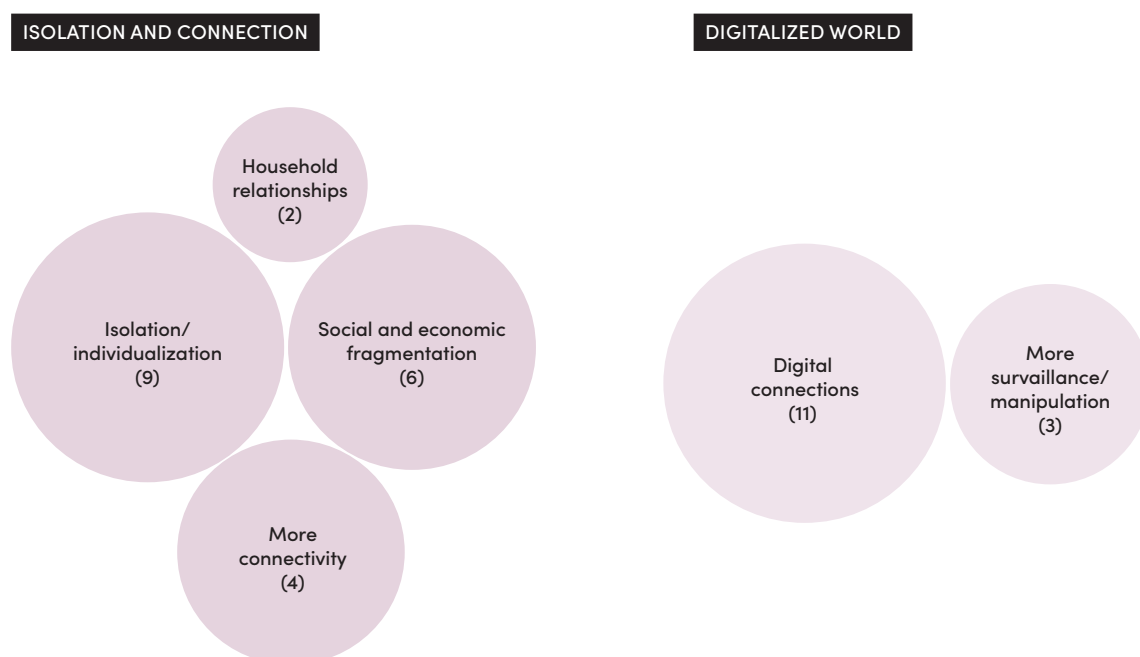 ISOLATION AND CONNECTION
Household
relationships
(2)
Isolation/
individualization
(9)
Social and economic
fragmentation
(6)
More
connectivity
(4)
DIGITALIZED WORLD
Digital
connections
(11)
More
survaillance/
manipulation
(3)